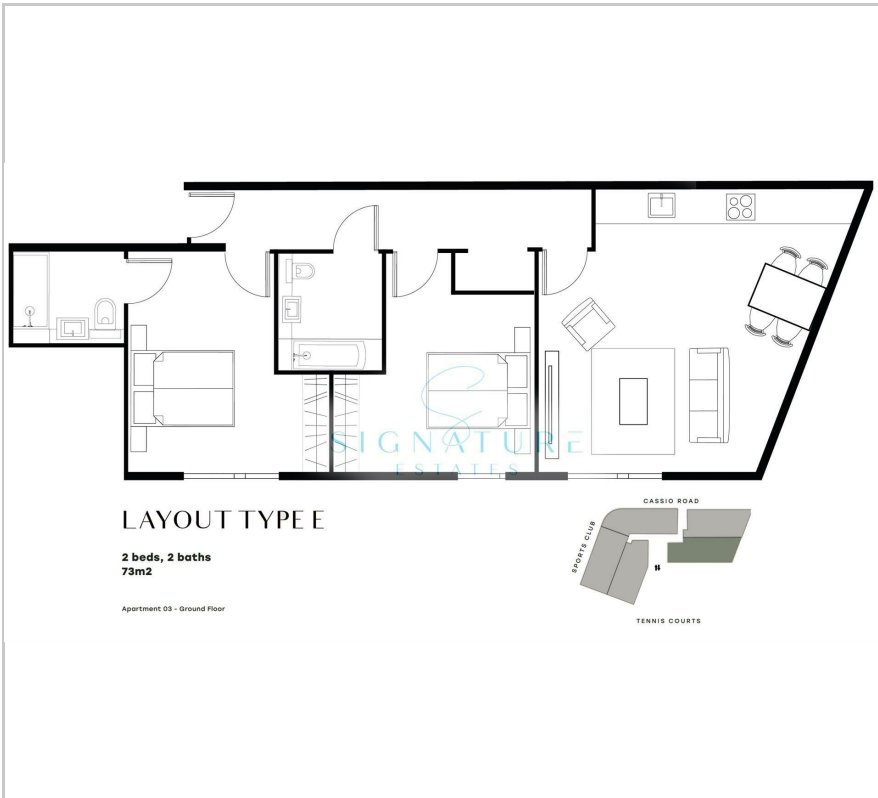 SIGNATURE
ESTATES
LAYOUT TYPE E
2 beds, 2 baths
73m2
Apartment 03 - Ground Floor
CASSIO ROAD
SPORTS CLUB
TENNIS COURTS